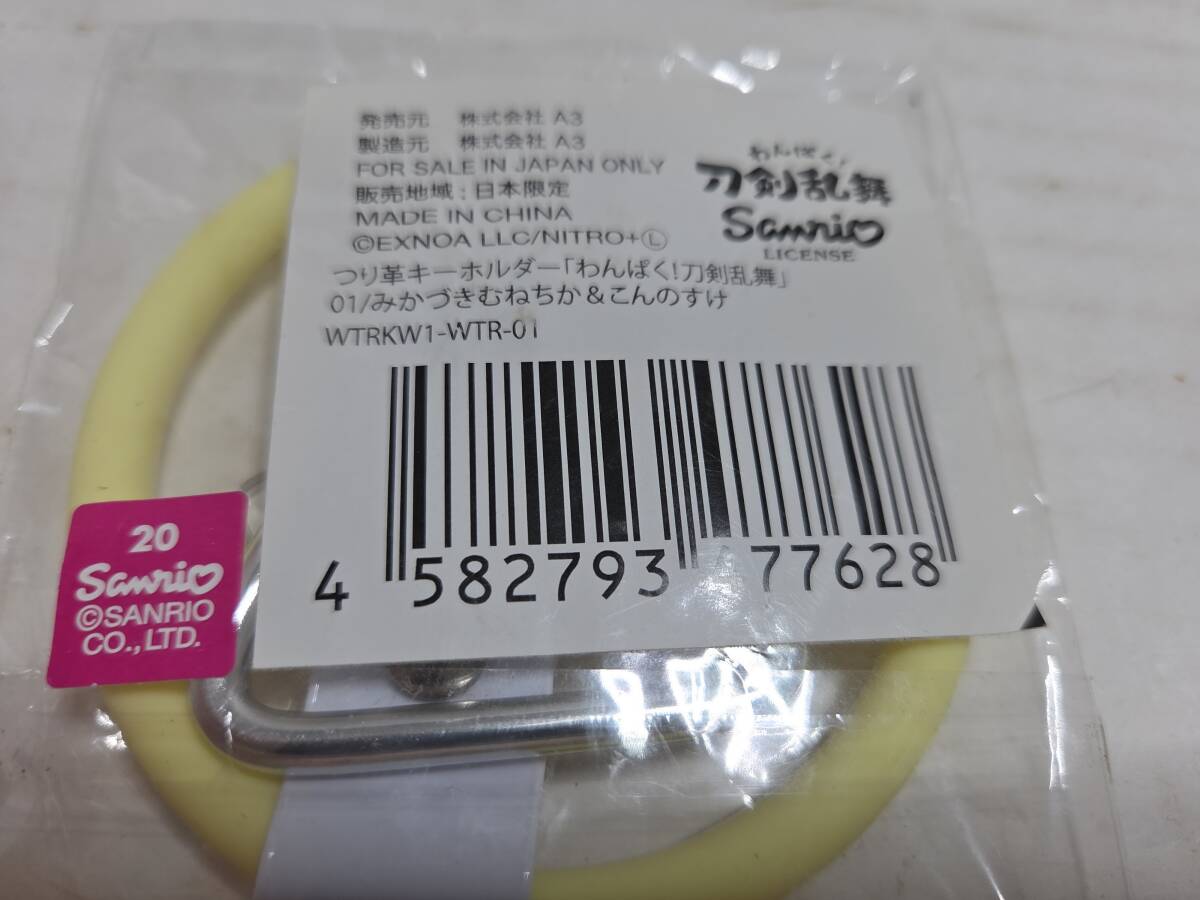 発売元 株式会社 A3
製造元 株式会社 A3
FOR SALE IN JAPAN ONLY
販売地域:日本限定
MADE IN CHINA
©EXNOA LLC/NITRO+Ⓛ
わんぱく!
刀剣乱舞
Sanrio
LICENSE
つり革キーホルダー「わんぱく!刀剣乱舞」
01/みかづきむねちか&こんのすけ
WTRKW1-WTR-01
4 582793 477628
20
Sanrio
©SANRIO
CO.,LTD.